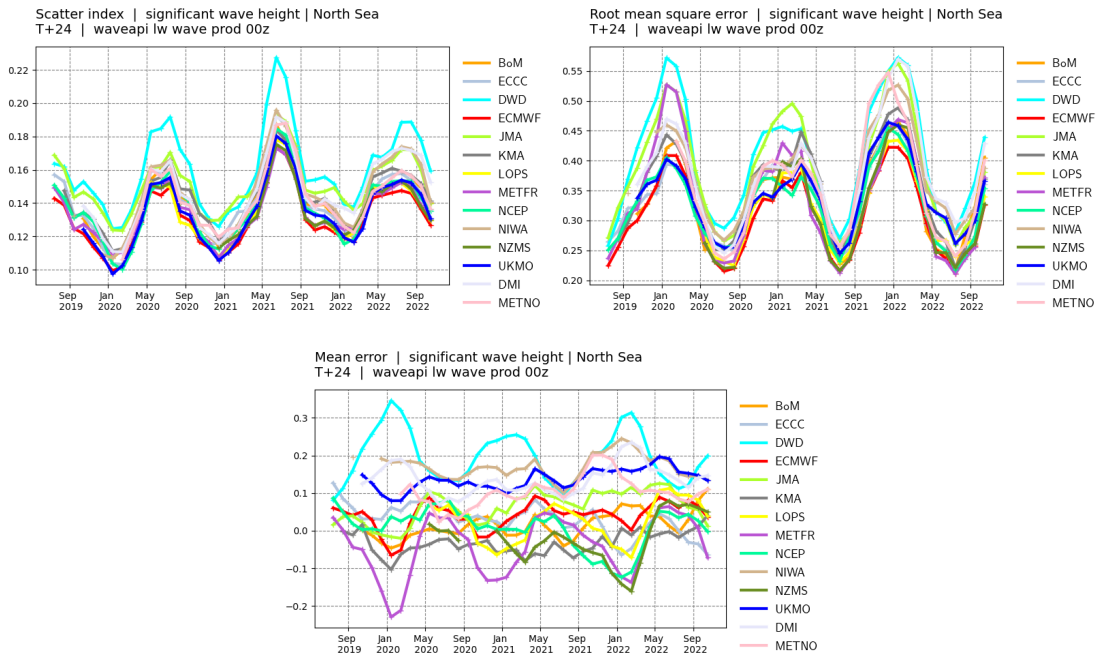 Scatter index | significant wave height | North Sea
T+24 | waveapi lw wave prod 00z
0.22
0.20
0.18
0.16
0.14
0.12
0.10
Sep 2019
Jan 2020
May 2020
Sep 2020
Jan 2021
May 2021
Sep 2021
Jan 2022
May 2022
Sep 2022
BoM
ECCC
DWD
ECMWF
JMA
KMA
LOPS
METFR
NCEP
NIWA
NZMS
UKMO
DMI
METNO
Root mean square error | significant wave height | North Sea
T+24 | waveapi lw wave prod 00z
0.55
0.50
0.45
0.40
0.35
0.30
0.25
0.20
Sep 2019
Jan 2020
May 2020
Sep 2020
Jan 2021
May 2021
Sep 2021
Jan 2022
May 2022
Sep 2022
BoM
ECCC
DWD
ECMWF
JMA
KMA
LOPS
METFR
NCEP
NIWA
NZMS
UKMO
DMI
METNO
Mean error | significant wave height | North Sea
T+24 | waveapi lw wave prod 00z
0.3
0.2
0.1
0.0
−0.1
−0.2
Sep 2019
Jan 2020
May 2020
Sep 2020
Jan 2021
May 2021
Sep 2021
Jan 2022
May 2022
Sep 2022
BoM
ECCC
DWD
ECMWF
JMA
KMA
LOPS
METFR
NCEP
NIWA
NZMS
UKMO
DMI
METNO